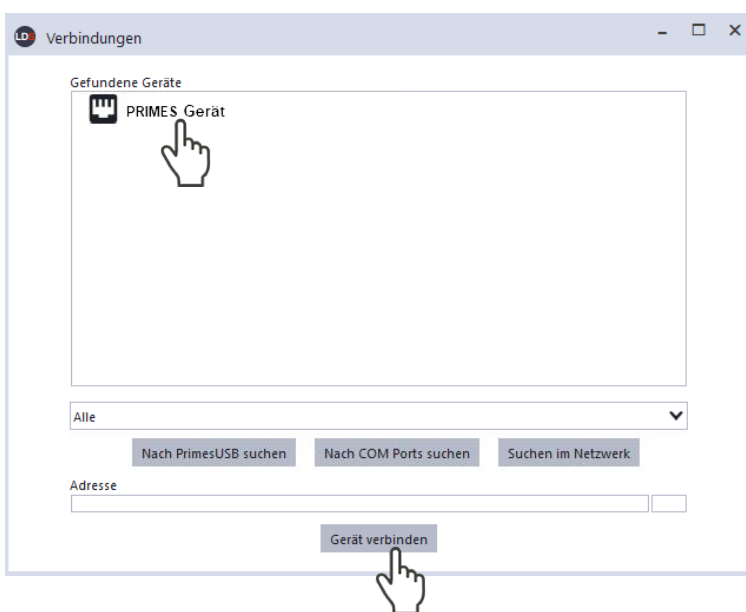 LDS Verbindungen
Gefundene Geräte
PRIMES Gerät
Alle
Nach PrimesUSB suchen Nach COM Ports suchen Suchen im Netzwerk
Adresse
Gerät verbinden